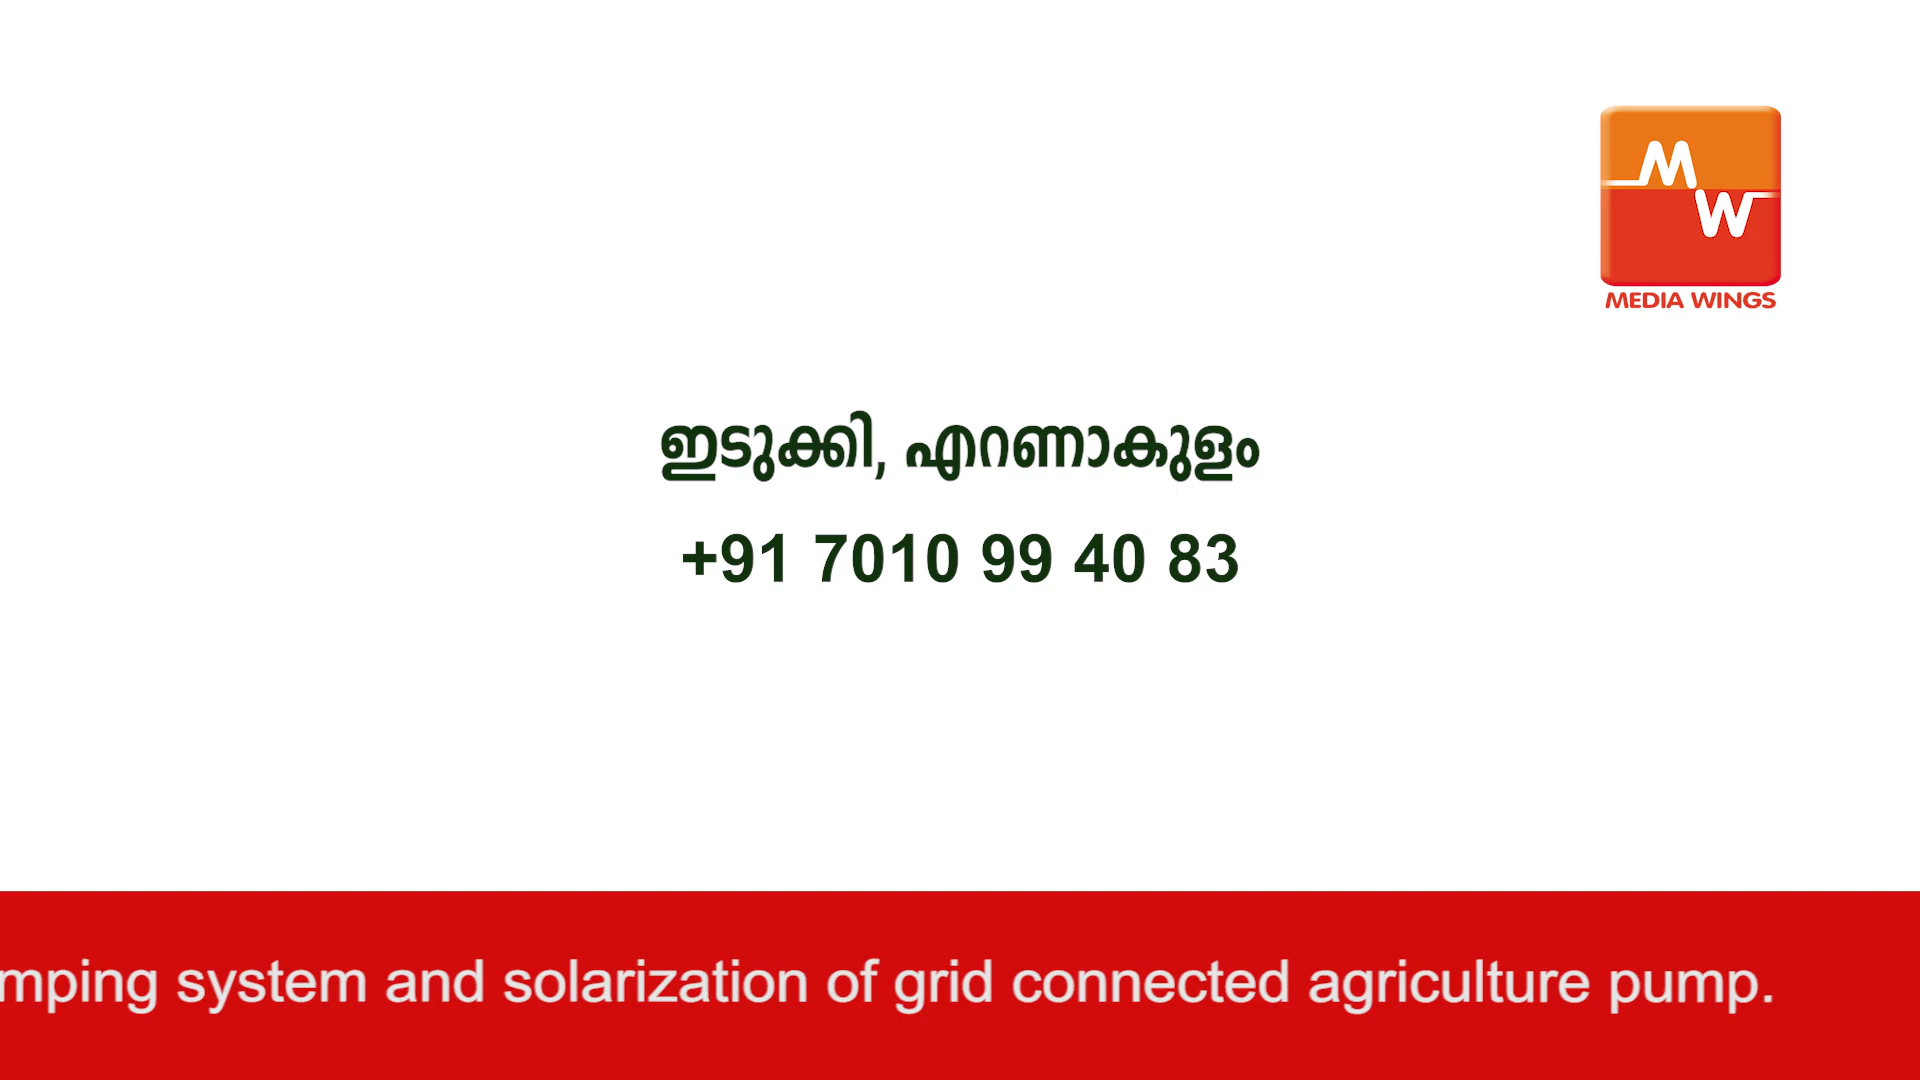 M
W
MEDIA WINGS
ഇടുക്കി, എറണാകുളം
+91 7010 99 40 83
mping system and solarization of grid connected agriculture pump.